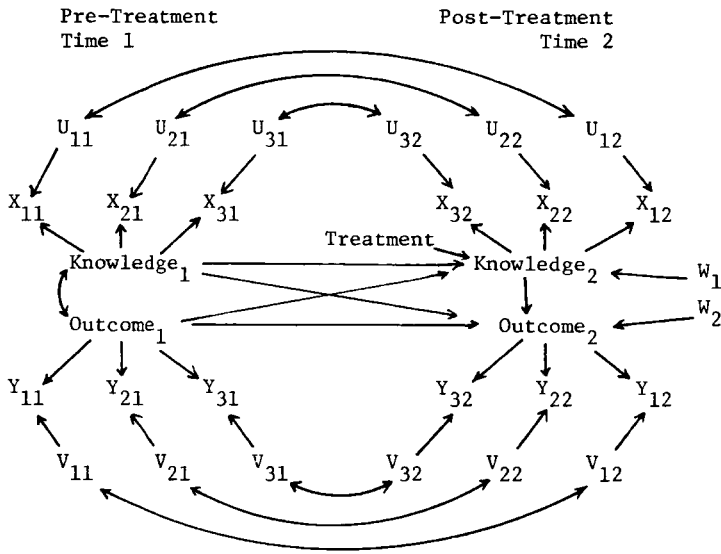 Pre-Treatment Post-Treatment
Time 1 Time 2
U11 U21 U31 U32 U22 U12
X11 X21 X31 X32 X22 X12
Treatment
Knowledge1 Knowledge2
W1
W2
Outcome1 Outcome2
Y11 Y21 Y31 Y32 Y22 Y12
V11 V21 V31 V32 V22 V12